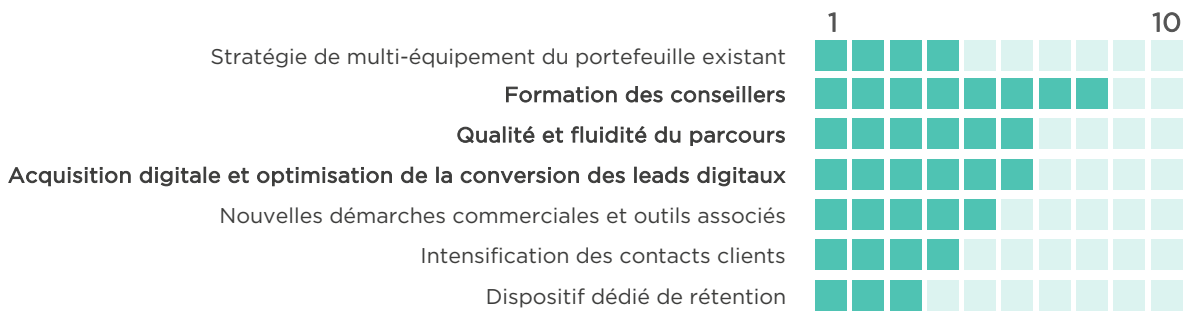 1 10
Stratégie de multi-équipement du portefeuille existant
Formation des conseillers
Qualité et fluidité du parcours
Acquisition digitale et optimisation de la conversion des leads digitaux
Nouvelles démarches commerciales et outils associés
Intensification des contacts clients
Dispositif dédié de rétention